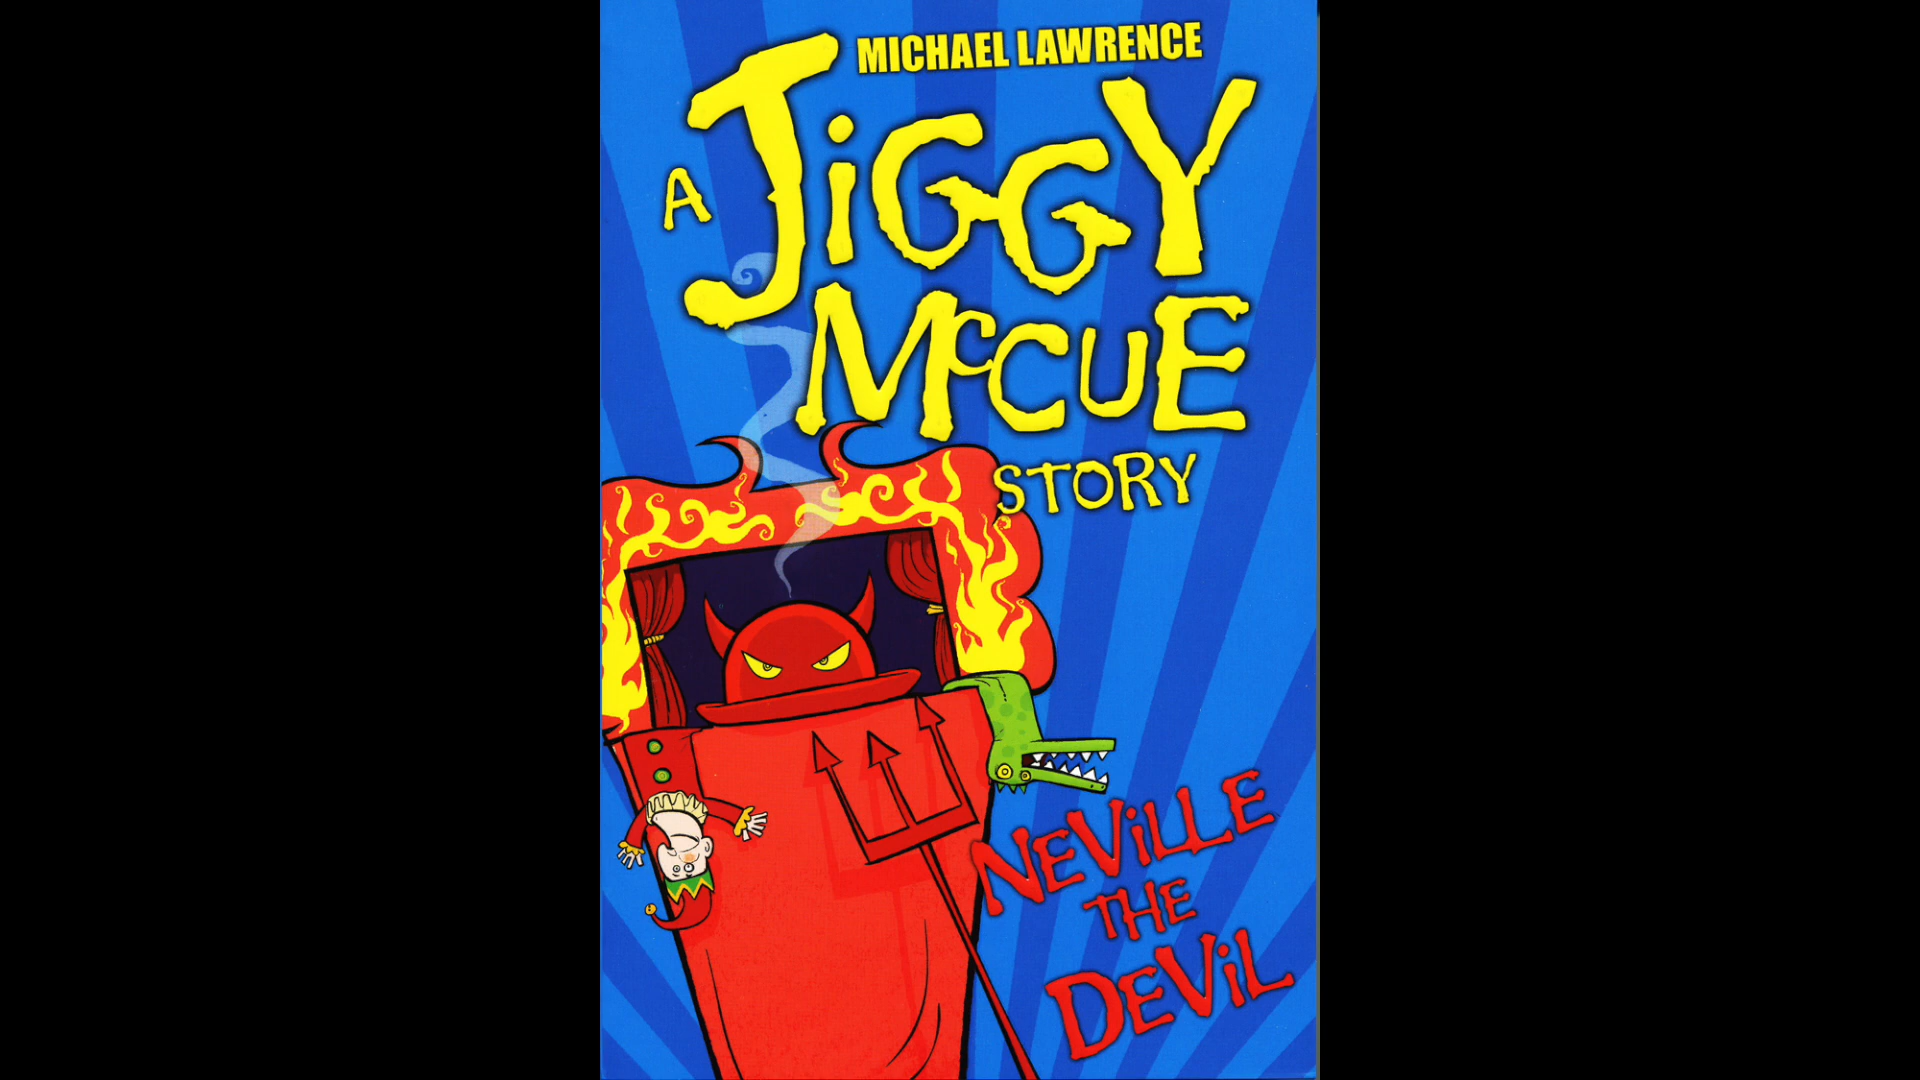 MICHAEL LAWRENCE
A JiGGY
McCUE
STORY
NEViLLE
THE
DEViL